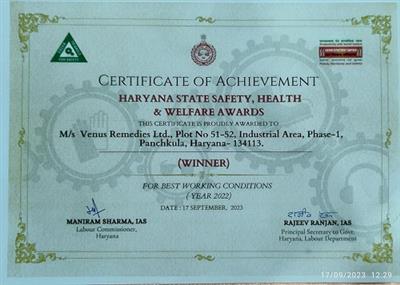 CERTIFICATE OF ACHIEVEMENT
HARYANA STATE SAFETY, HEALTH
& WELFARE AWARDS
THIS CERTIFICATE IS PROUDLY AWARDED TO
M/s Venus Remedies Ltd., Plot No 51-52, Industrial Area, Phase-1,
Panchkula, Haryana- 134113.
(WINNER)
FOR BEST WORKING CONDITIONS
( YEAR 2022)
DATE : 17 SEPTEMBER, 2023
MANIRAM SHARMA, IAS
Labour Commissioner,
Haryana
RAJEEV RANJAN, IAS
Principal Secretary to Govt.
Haryana, Labour Department
17/09/2023 12:29